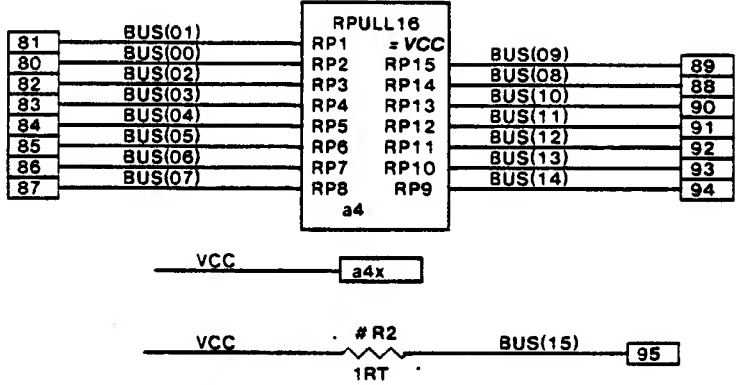 RPULL16
81 BUS(01) RP1 = VCC
80 BUS(00) RP2 RP15 BUS(09) 89
82 BUS(02) RP3 RP14 BUS(08) 88
83 BUS(03) RP4 RP13 BUS(10) 90
84 BUS(04) RP5 RP12 BUS(11) 91
85 BUS(05) RP6 RP11 BUS(12) 92
86 BUS(06) RP7 RP10 BUS(13) 93
87 BUS(07) RP8 RP9 BUS(14) 94
a4
VCC a4x
VCC # R2 BUS(15) 95
1RT